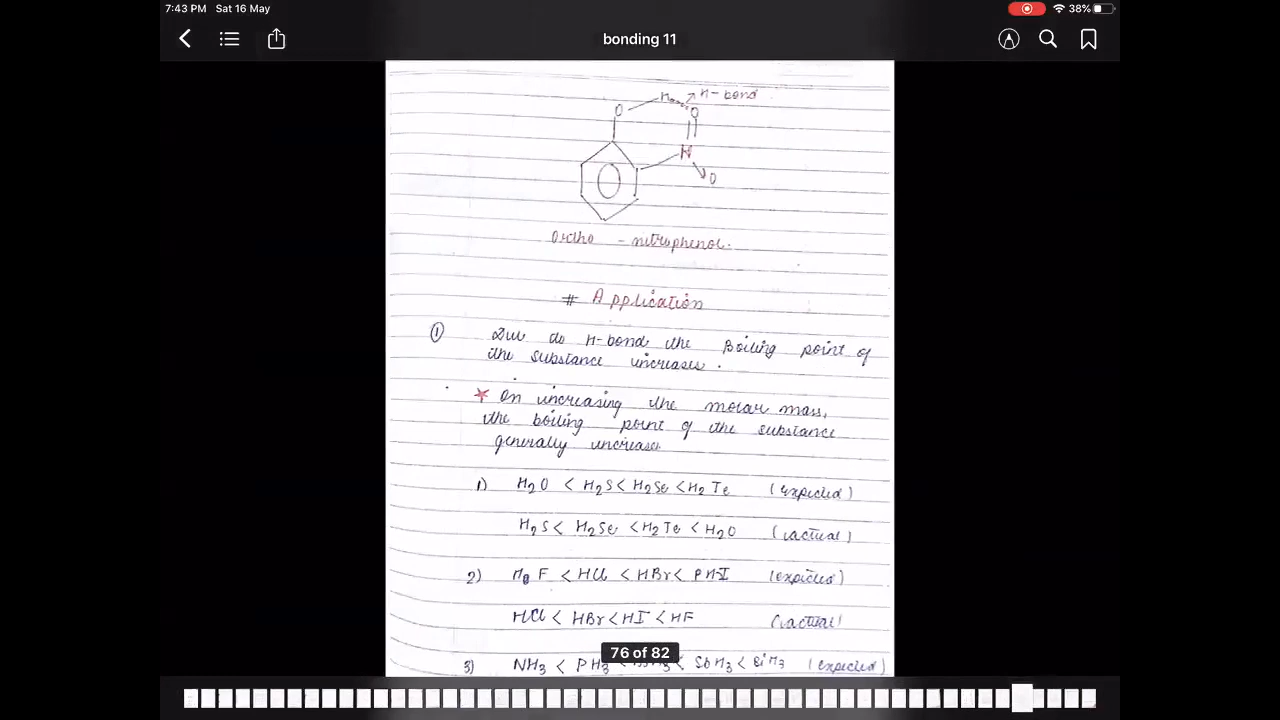 7:43 PM Sat 16 May
38%
bonding 11
H
H-bond
O
O
N
O
Ortho - nitrophenol.
# Application
① Due to H-bond the Boiling point of
the substance increases.
* On increasing the molar mass,
the boiling point of the substance
generally increase.
1) H2O < H2S < H2Se < H2Te (expected)
H2S < H2Se < H2Te < H2O (actual)
2) HF < HCl < HBr < HI (expected)
HCl < HBr < HI < HF (actual)
76 of 82
3) NH3 < PH3 < SbH3 < BiH3 (expected)